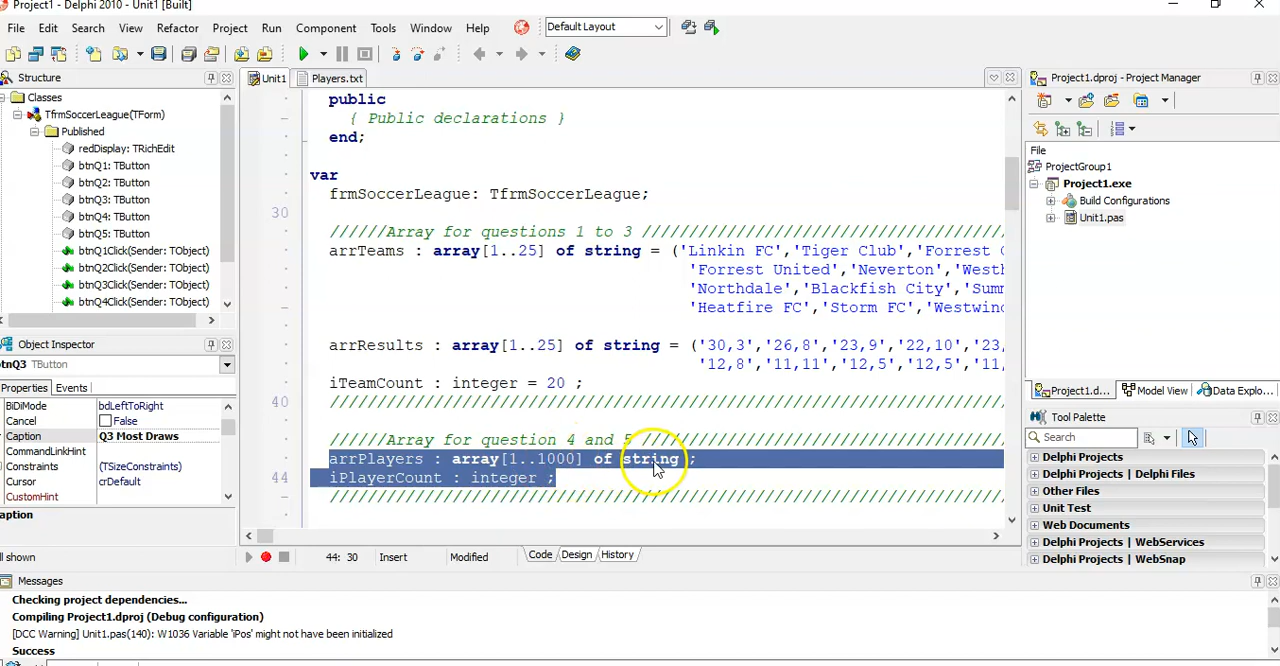 Project1 - Delphi 2010 - Unit1 [Built]
File Edit Search View Refactor Project Run Component Tools Window Help Default Layout
Structure
Classes
TfrmSoccerLeague(TForm)
Published
redDisplay: TRichEdit
btnQ1: TButton
btnQ2: TButton
btnQ3: TButton
btnQ4: TButton
btnQ5: TButton
btnQ1Click(Sender: TObject)
btnQ2Click(Sender: TObject)
btnQ3Click(Sender: TObject)
btnQ4Click(Sender: TObject)
Object Inspector
btnQ3 TButton
Properties Events
BiDiMode bdLeftToRight
Cancel False
Caption Q3 Most Draws
CommandLinkHint
Constraints (TSizeConstraints)
Cursor crDefault
CustomHint
aption
ll shown
Unit1 Players.txt
public
{ Public declarations }
end;
var
frmSoccerLeague: TfrmSoccerLeague;
30
//////Array for questions 1 to 3 ///////////////////////////////////////
arrTeams : array[1..25] of string = ('Linkin FC','Tiger Club','Forrest
'Forrest United','Neverton','Westh
'Northdale','Blackfish City','Summ
'Heatfire FC','Storm FC','Westwin
arrResults : array[1..25] of string = ('30,3','26,8','23,9','22,10','23,
'12,8','11,11','12,5','12,5','11,
iTeamCount : integer = 20 ;
40 ////////////////////////////////////////////////////////////////////////
//////Array for question 4 and 5 ///////////////////////////////////////
arrPlayers : array[1..1000] of string ;
44 iPlayerCount : integer ;
////////////////////////////////////////////////////////////////////////
44: 30 Insert Modified Code Design History
Project1.dproj - Project Manager
File
ProjectGroup1
Project1.exe
Build Configurations
Unit1.pas
Project1.d... Model View Data Explo...
Tool Palette
Search
Delphi Projects
Delphi Projects | Delphi Files
Other Files
Unit Test
Web Documents
Delphi Projects | WebServices
Delphi Projects | WebSnap
Messages
Checking project dependencies...
Compiling Project1.dproj (Debug configuration)
[DCC Warning] Unit1.pas(140): W1036 Variable 'iPos' might not have been initialized
Success